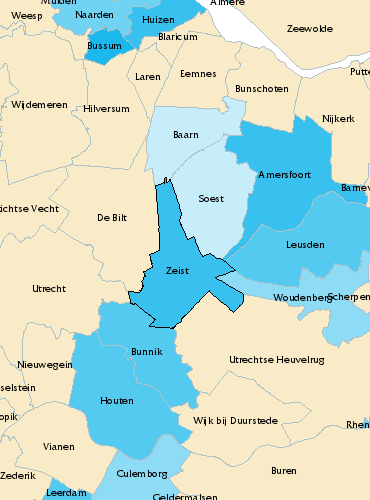 Muiden
Almere
Weesp
Naarden
Huizen
Zeewolde
Bussum
Blaricum
Laren
Eemnes
Putte
Bunschoten
Wijdemeren
Hilversum
Nijkerk
Baarn
Amersfoort
Barnev
Soest
ichtse Vecht
De Bilt
Leusden
Zeist
Utrecht
Woudenberg
Scherpen
Bunnik
Utrechtse Heuvelrug
Nieuwegein
sselstein
Houten
opik
Wijk bij Duurstede
Rhen
Vianen
Zederik
Culemborg
Buren
Leerdam
Geldermalsen